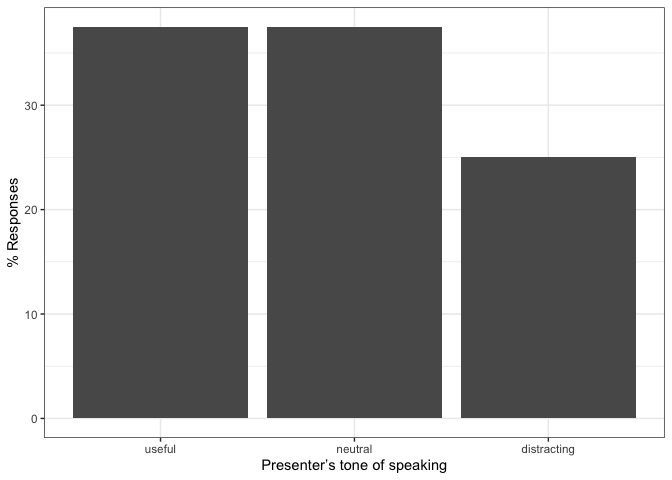 % Responses
30
20
10
0
useful neutral distracting
Presenter’s tone of speaking